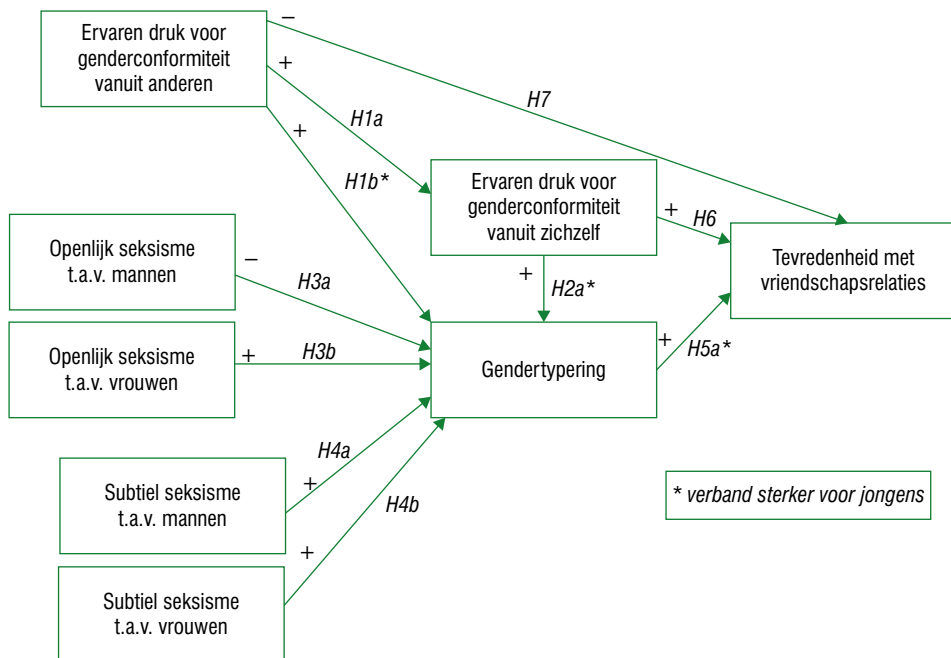 Ervaren druk voor
genderconformiteit
vanuit anderen
−
+
+
H1a
H1b*
H7
Ervaren druk voor
genderconformiteit
vanuit zichzelf
+
H6
+
H2a*
Tevredenheid met
vriendschapsrelaties
Openlijk seksisme
t.a.v. mannen
−
H3a
Openlijk seksisme
t.a.v. vrouwen
+
H3b
Gendertypering
+
H5a*
Subtiel seksisme
t.a.v. mannen
+
H4a
Subtiel seksisme
t.a.v. vrouwen
+
H4b
* verband sterker voor jongens